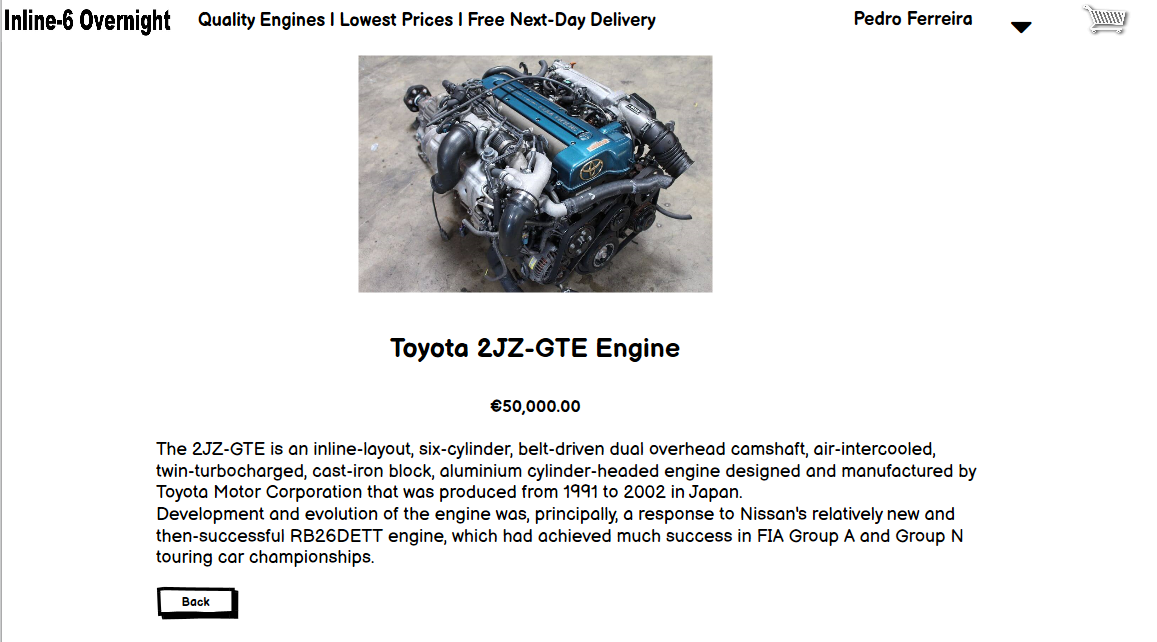 Inline-6 Overnight
Quality Engines | Lowest Prices | Free Next-Day Delivery
Pedro Ferreira
Toyota 2JZ-GTE Engine
€50,000.00
The 2JZ-GTE is an inline-layout, six-cylinder, belt-driven dual overhead camshaft, air-intercooled,
twin-turbocharged, cast-iron block, aluminium cylinder-headed engine designed and manufactured by
Toyota Motor Corporation that was produced from 1991 to 2002 in Japan.
Development and evolution of the engine was, principally, a response to Nissan's relatively new and
then-successful RB26DETT engine, which had achieved much success in FIA Group A and Group N
touring car championships.
Back